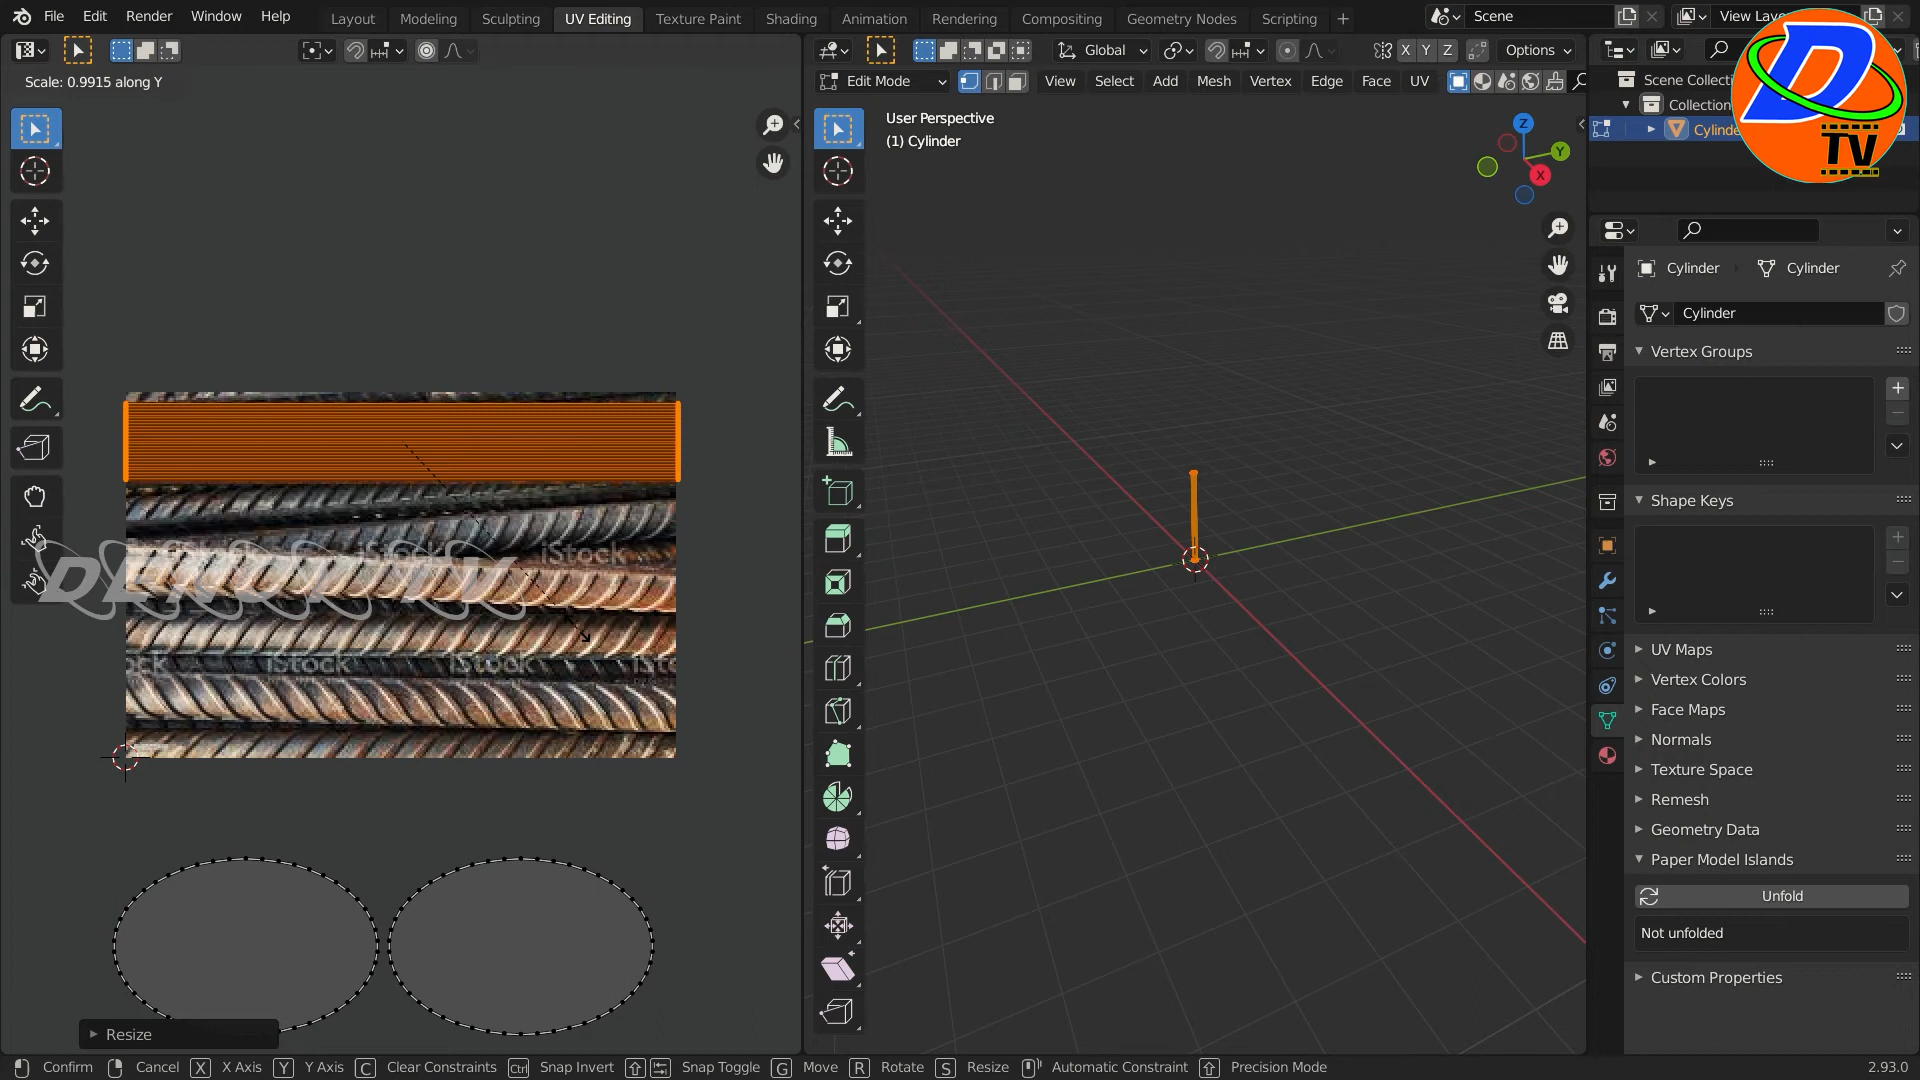 File Edit Render Window Help Layout Modeling Sculpting UV Editing Texture Paint Shading Animation Rendering Compositing Geometry Nodes Scripting + Scene
Global Options
D
TV
Scale: 0.9915 along Y
Edit Mode View Select Add Mesh Vertex Edge Face UV
X Y Z
Scene
Collection
User Perspective
(1) Cylinder
Z
Y
X
Cylinder Cylinder
Cylinder
Vertex Groups
Shape Keys
UV Maps
Vertex Colors
Face Maps
Normals
Texture Space
Remesh
Geometry Data
Paper Model Islands
Unfold
Not unfolded
Custom Properties
iStock iStock
iStock iStock
Resize
Confirm Cancel X X Axis Y Y Axis C Clear Constraints Ctrl Snap Invert Snap Toggle G Move R Rotate S Resize Automatic Constraint Precision Mode 2.93.0